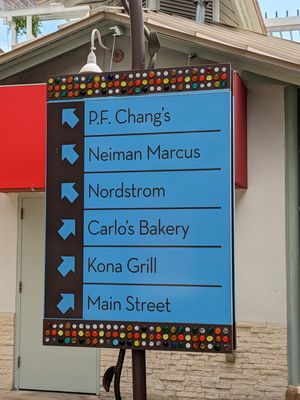 P.F. Chang's
Neiman Marcus
Nordstrom
Carlo's Bakery
Kona Grill
Main Street